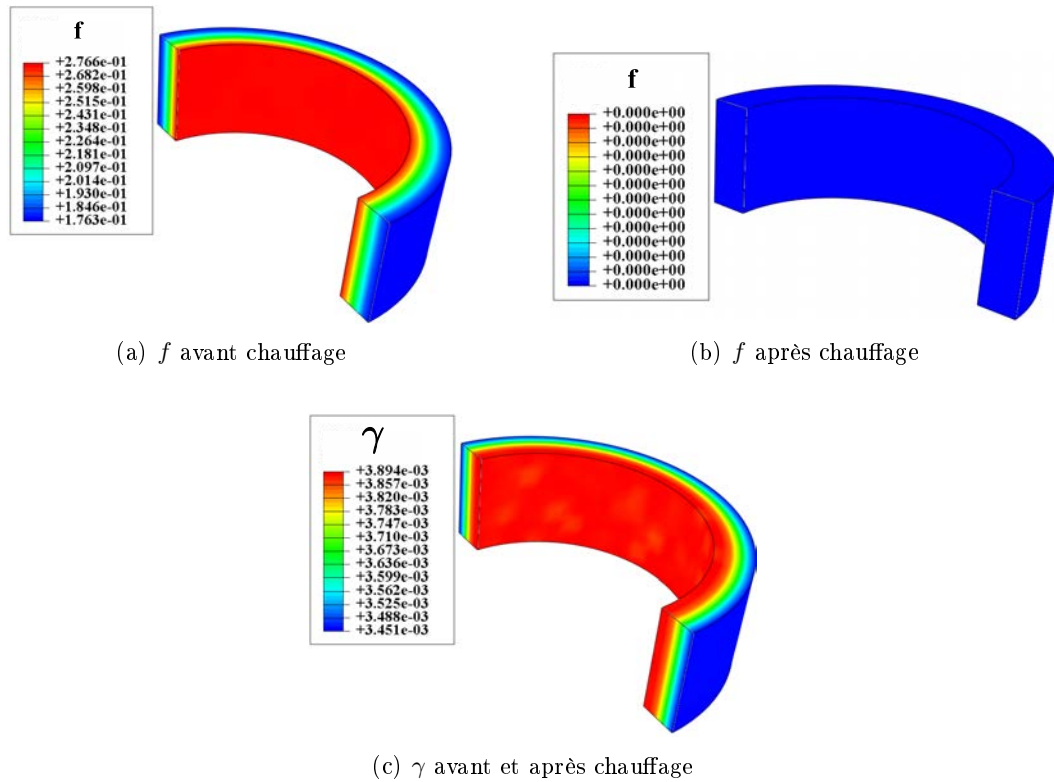 f
+2.766e-01
+2.682e-01
+2.598e-01
+2.515e-01
+2.431e-01
+2.348e-01
+2.264e-01
+2.181e-01
+2.097e-01
+2.014e-01
+1.930e-01
+1.846e-01
+1.763e-01
(a) f avant chauffage
f
+0.000e+00
+0.000e+00
+0.000e+00
+0.000e+00
+0.000e+00
+0.000e+00
+0.000e+00
+0.000e+00
+0.000e+00
+0.000e+00
+0.000e+00
+0.000e+00
+0.000e+00
(b) f après chauffage
γ
+3.894e-03
+3.857e-03
+3.820e-03
+3.783e-03
+3.747e-03
+3.710e-03
+3.673e-03
+3.636e-03
+3.599e-03
+3.562e-03
+3.525e-03
+3.488e-03
+3.451e-03
(c) γ avant et après chauffage